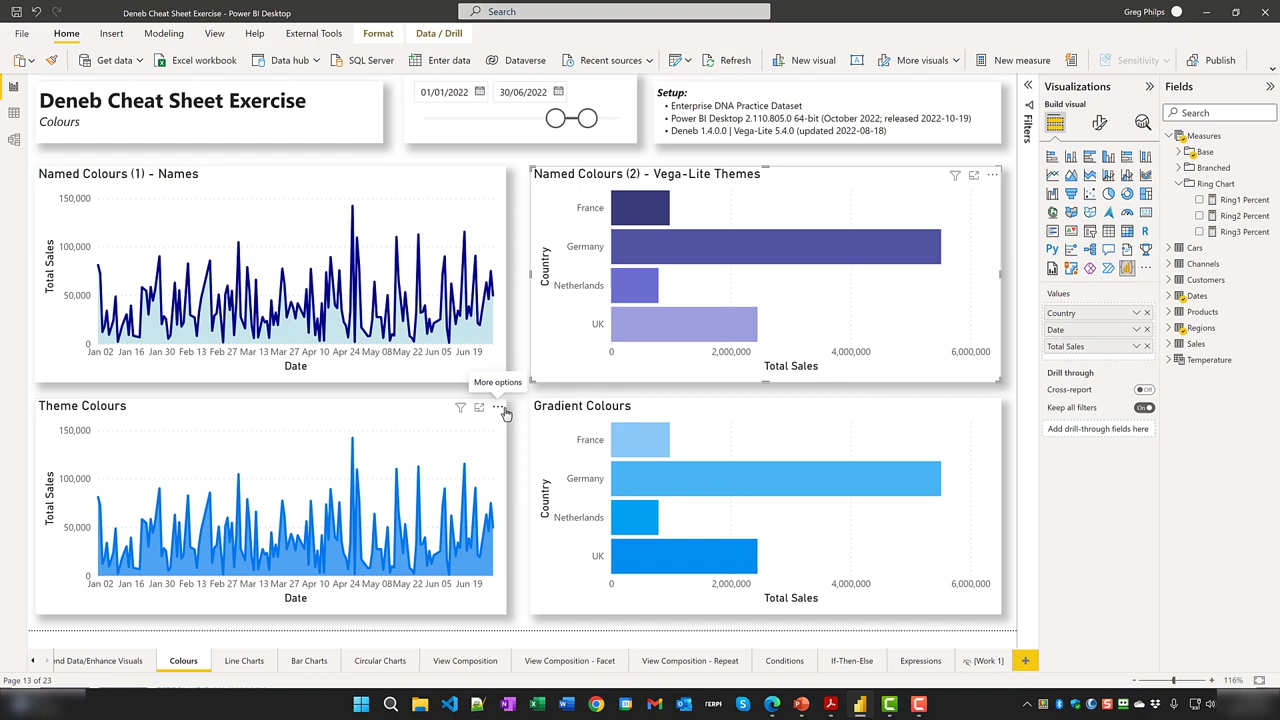 Deneb Cheat Sheet Exercise - Power BI Desktop
Search
Greg Philps
File Home Insert Modeling View Help External Tools Format Data / Drill
Get data Excel workbook Data hub SQL Server Enter data Dataverse Recent sources Refresh New visual More visuals New measure Sensitivity Publish
Deneb Cheat Sheet Exercise
Colours
01/01/2022 30/06/2022
Setup:
• Enterprise DNA Practice Dataset
• Power BI Desktop 2.110.805.0 64-bit (October 2022; released 2022-10-19)
• Deneb 1.4.0.0 | Vega-Lite 5.4.0 (updated 2022-08-18)
Named Colours (1) - Names
150,000
100,000
50,000
0
Total Sales
Jan 02 Jan 16 Jan 30 Feb 13 Feb 27 Mar 13 Mar 27 Apr 10 Apr 24 May 08 May 22 Jun 05 Jun 19
Date
Named Colours (2) - Vega-Lite Themes
France
Germany
Netherlands
UK
Country
0 2,000,000 4,000,000 6,000,000
Total Sales
More options
Theme Colours
150,000
100,000
50,000
0
Total Sales
Jan 02 Jan 16 Jan 30 Feb 13 Feb 27 Mar 13 Mar 27 Apr 10 Apr 24 May 08 May 22 Jun 05 Jun 19
Date
Gradient Colours
France
Germany
Netherlands
UK
Country
0 2,000,000 4,000,000 6,000,000
Total Sales
Filters
Visualizations
Build visual
R
Py
Values
Country
Date
Total Sales
Drill through
Cross-report Off
Keep all filters On
Add drill-through fields here
Fields
Search
Measures
Base
Branched
Ring Chart
Ring1 Percent
Ring2 Percent
Ring3 Percent
Cars
Channels
Customers
Dates
Products
Regions
Sales
Temperature
end Data/Enhance Visuals Colours Line Charts Bar Charts Circular Charts View Composition View Composition - Facet View Composition - Repeat Conditions If-Then-Else Expressions [Work 1]
Page 13 of 23
116%